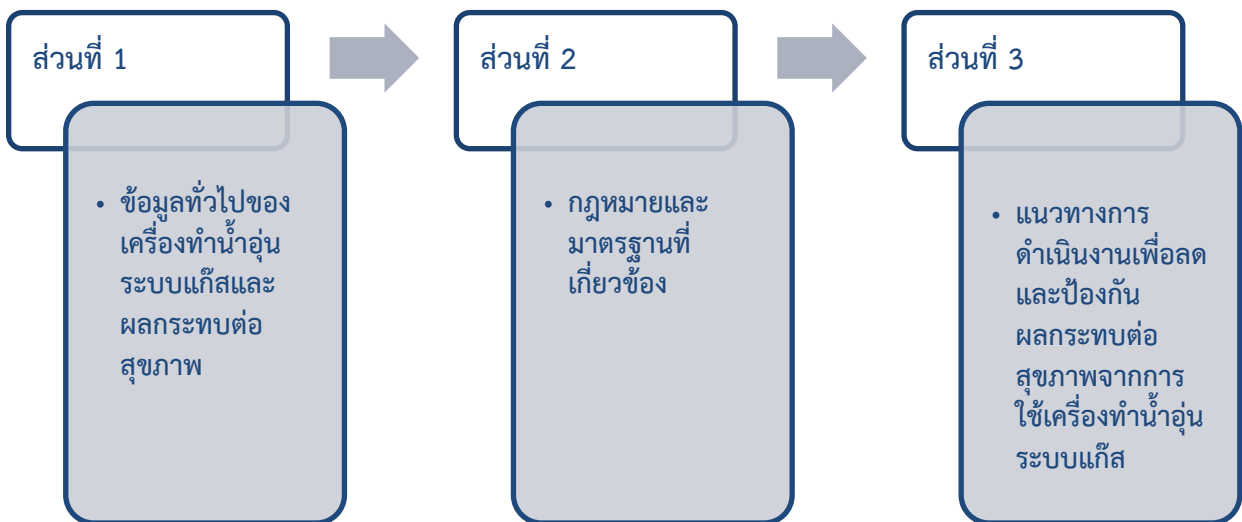 ส่วนที่ 1
• ข้อมูลทั่วไปของ
เครื่องทำน้ำอุ่น
ระบบแก๊สและ
ผลกระทบต่อ
สุขภาพ
ส่วนที่ 2
• กฎหมายและ
มาตรฐานที่
เกี่ยวข้อง
ส่วนที่ 3
• แนวทางการ
ดำเนินงานเพื่อลด
และป้องกัน
ผลกระทบต่อ
สุขภาพจากการ
ใช้เครื่องทำน้ำอุ่น
ระบบแก๊ส